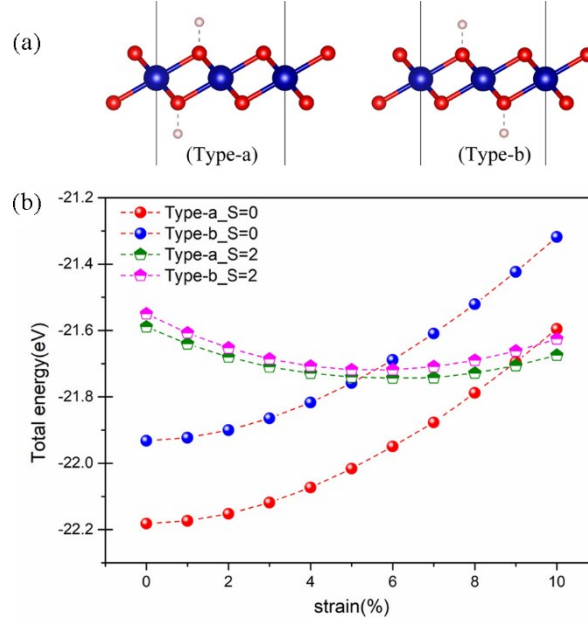 (a)
(Type-a)
(Type-b)
(b)
-21.2
-21.4
-21.6
-21.8
-22.0
-22.2
Total energy(eV)
Type-a_S=0
Type-b_S=0
Type-a_S=2
Type-b_S=2
0
2
4
6
8
10
strain(%)